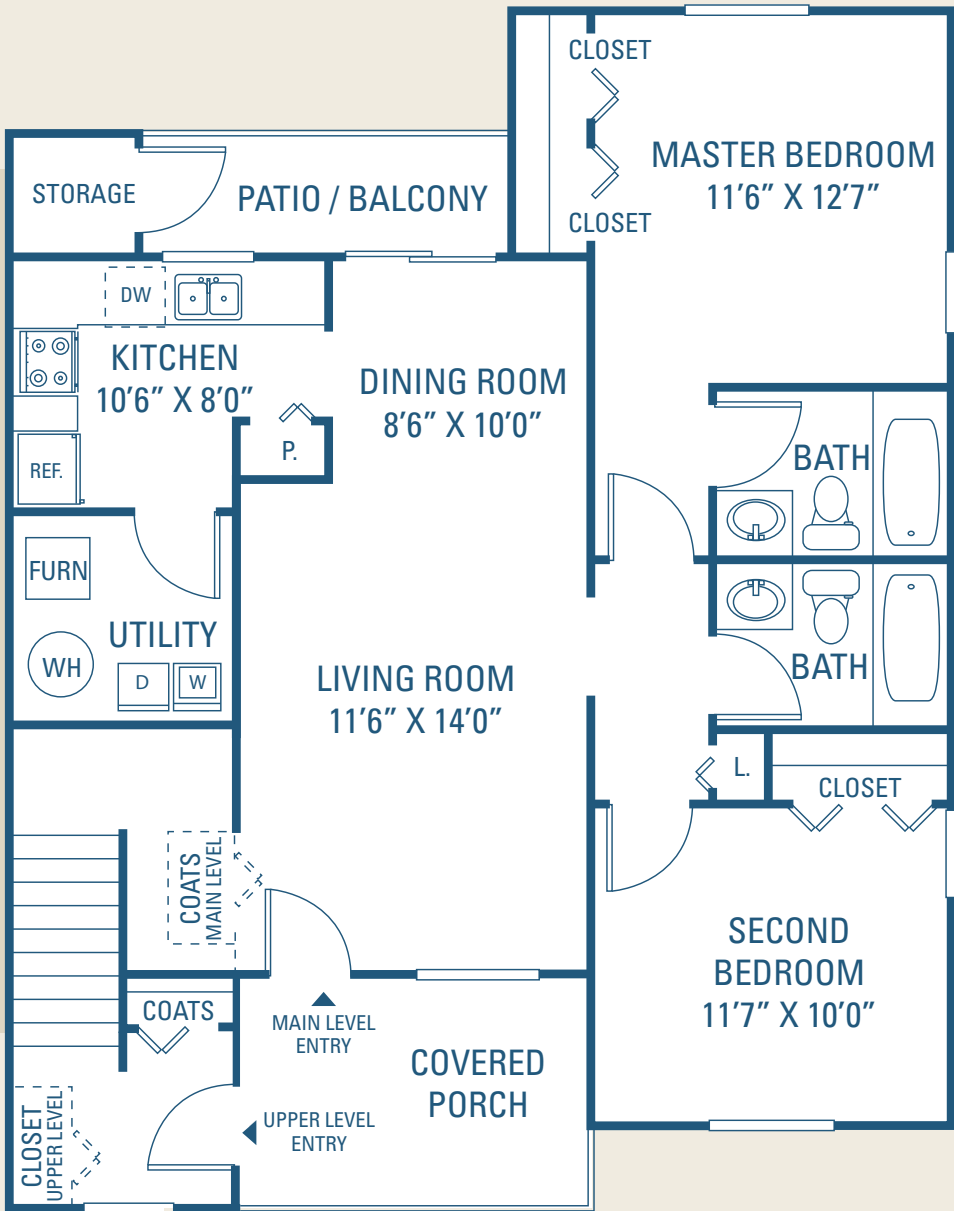 CLOSET
MASTER BEDROOM
11'6" X 12'7"
CLOSET
STORAGE
PATIO / BALCONY
DW
KITCHEN
10'6" X 8'0"
DINING ROOM
8'6" X 10'0"
P.
REF.
BATH
FURN
UTILITY
WH
D
W
LIVING ROOM
11'6" X 14'0"
BATH
L.
CLOSET
COATS
MAIN LEVEL
SECOND
BEDROOM
11'7" X 10'0"
COATS
MAIN LEVEL
ENTRY
COVERED
PORCH
UPPER LEVEL
ENTRY
CLOSET
UPPER LEVEL